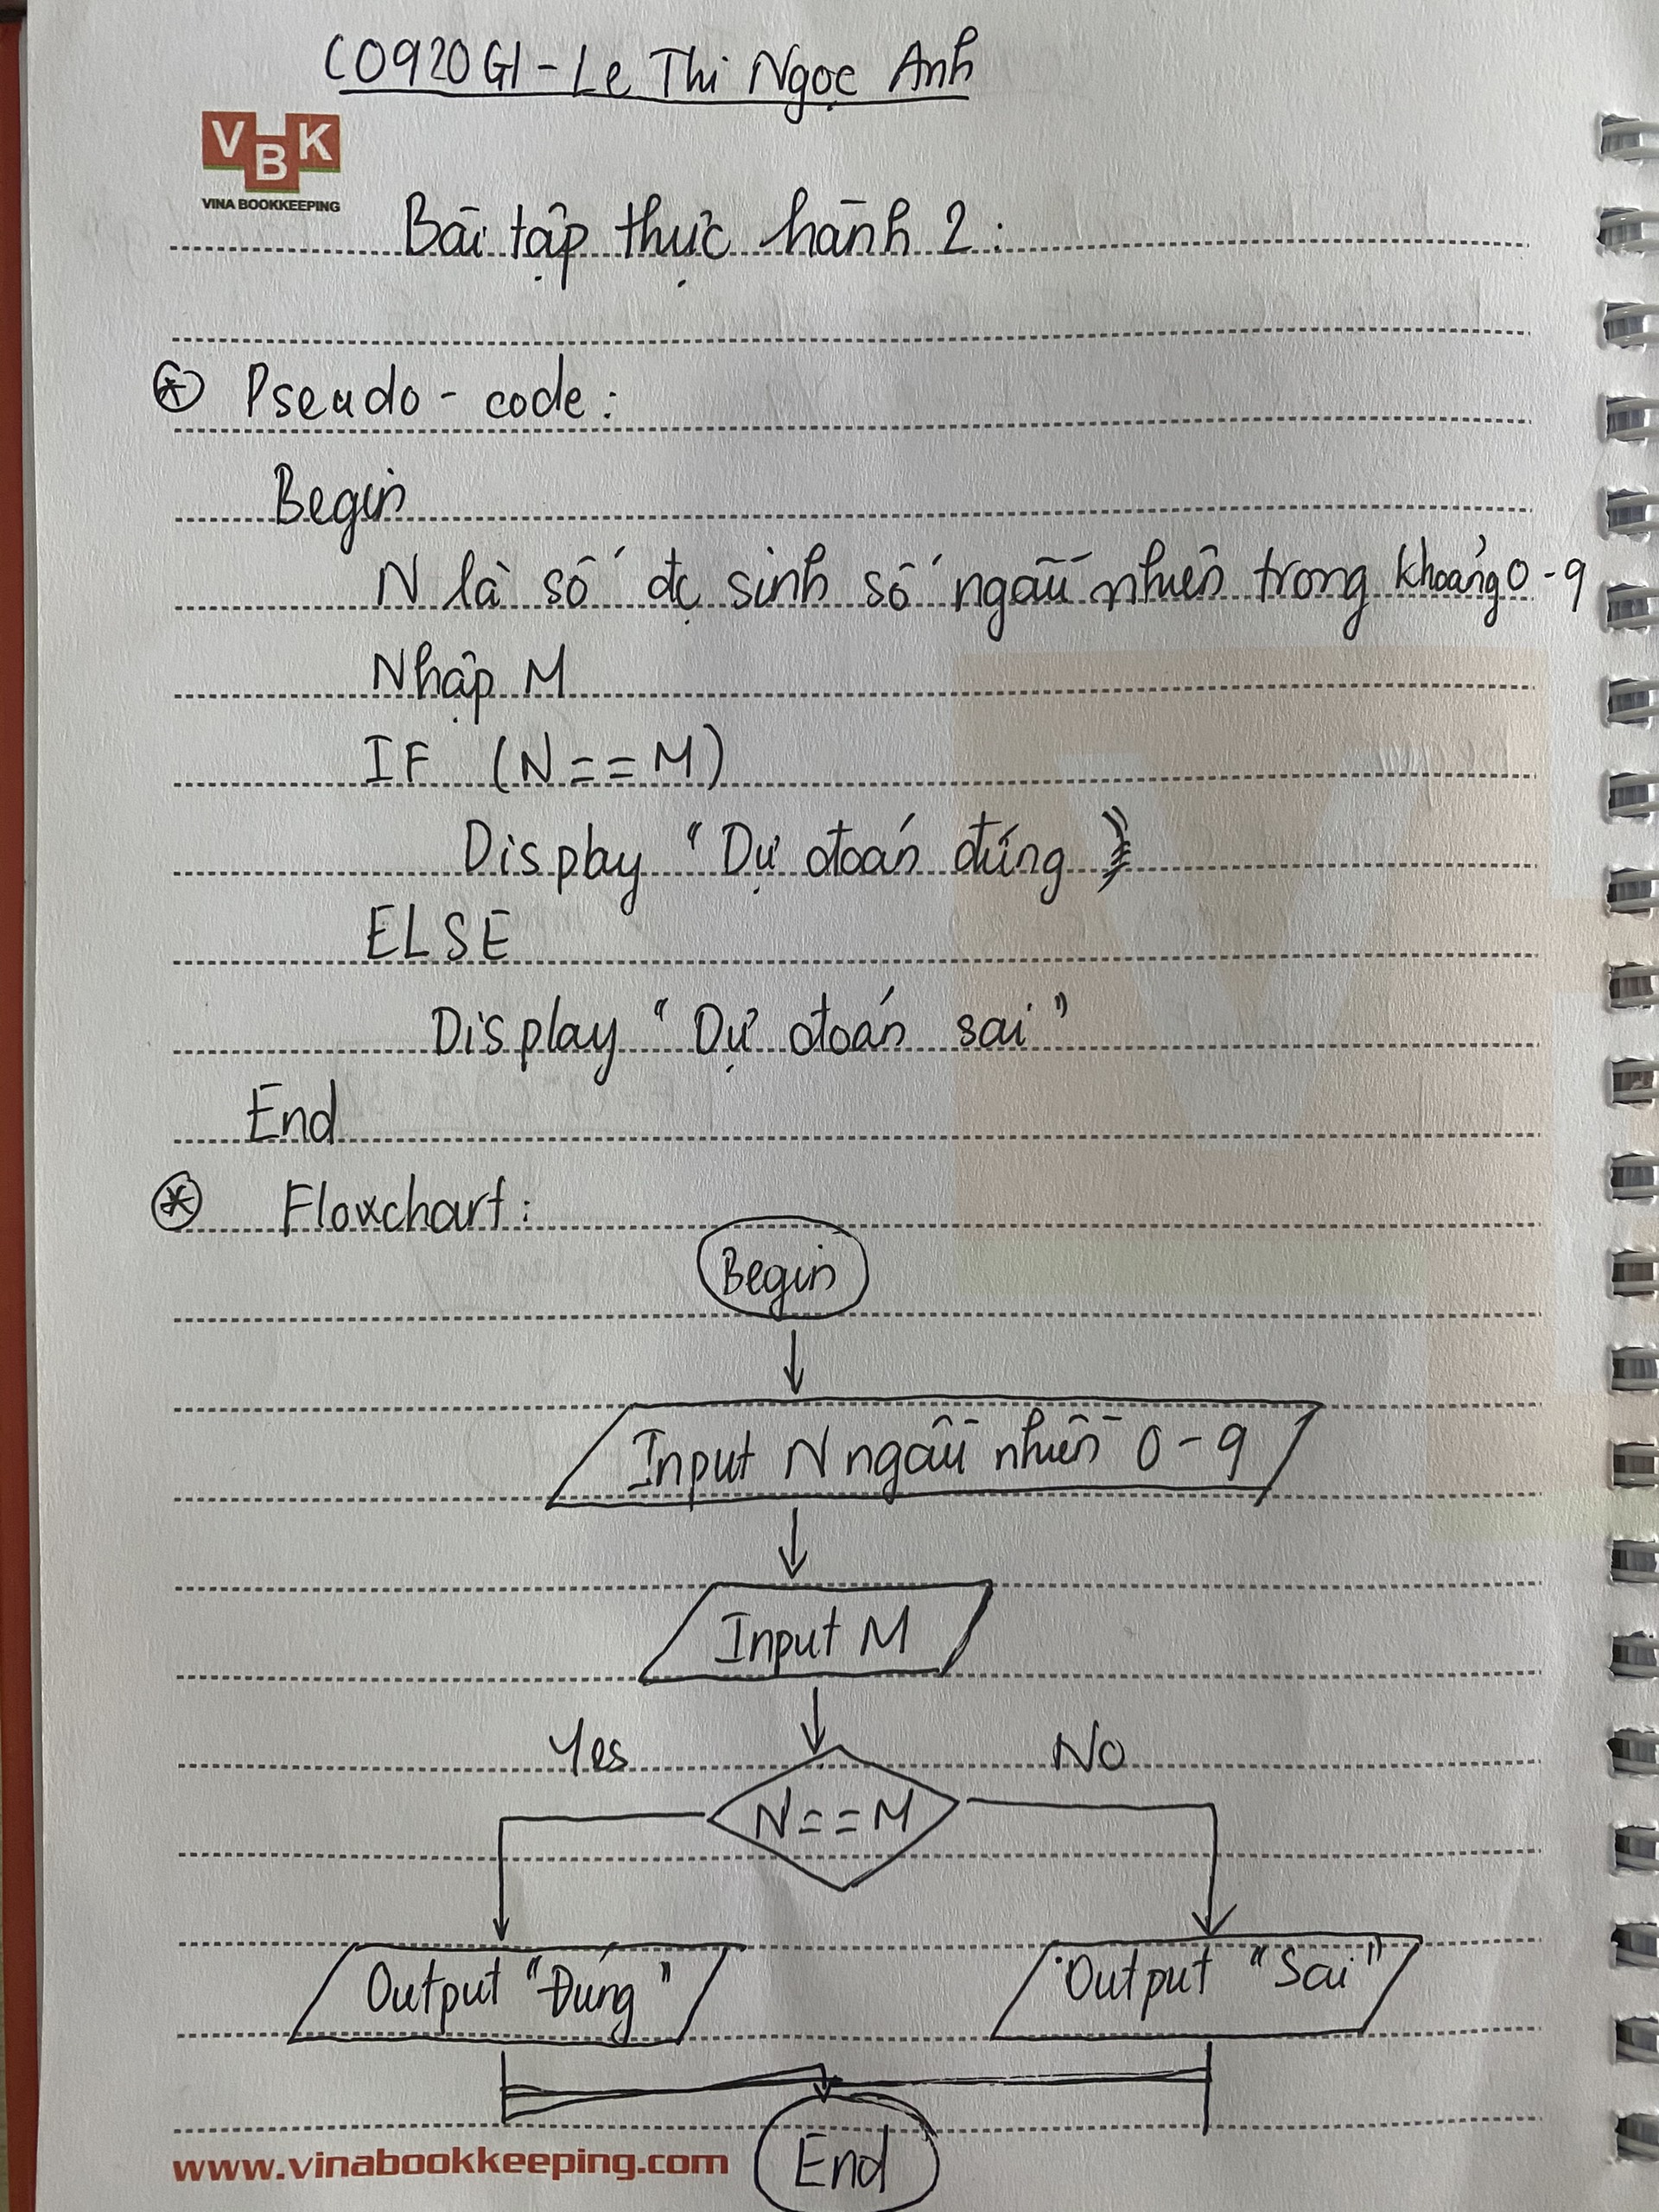 C0920G1 - Le Thi Ngọc Anh
VBK
VINA BOOKKEEPING
Bài tập thực hành 2:
Pseudo - code:
Begin
N là số đc sinh số ngẫu nhiên trong khoảng 0 - 9
Nhập M
IF (N == M)
Display "Dự đoán đúng"
ELSE
Display "Dự đoán sai"
End
Flowchart:
Begin
Input N ngẫu nhiên 0 - 9
Input M
Yes No
N == M
Output "Đúng" Output "Sai"
End
www.vinabookkeeping.com